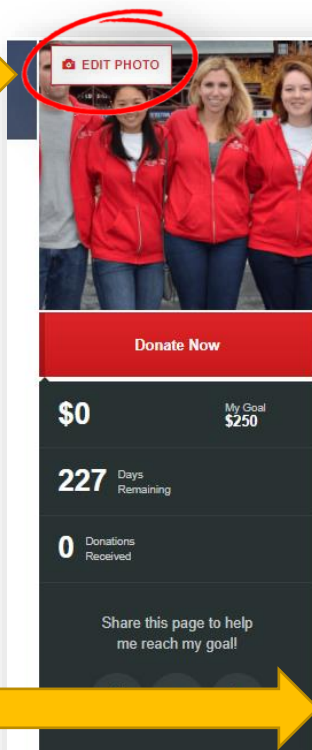 EDIT PHOTO
Donate Now
$0
My Goal
$250
227
Days
Remaining
0
Donations
Received
Share this page to help
me reach my goal!